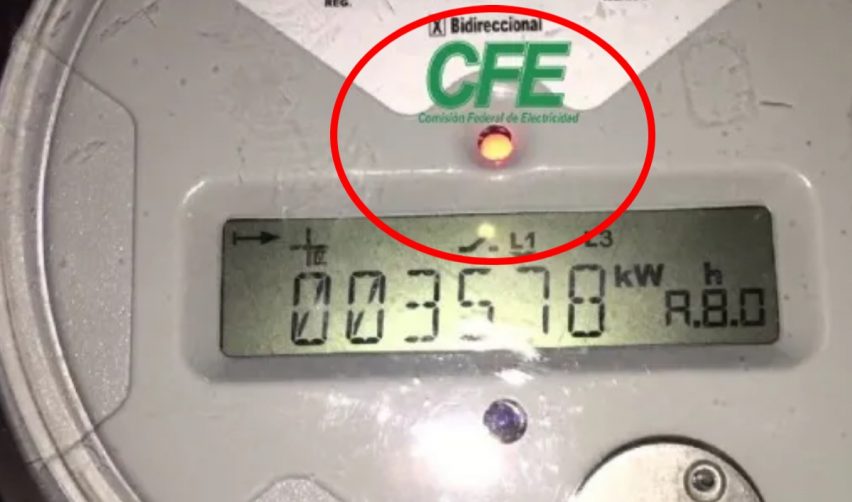 REG.
[X] Bidireccional
CFE
Comisión Federal de Electricidad
L1 L3
003578 kW h A.8.0